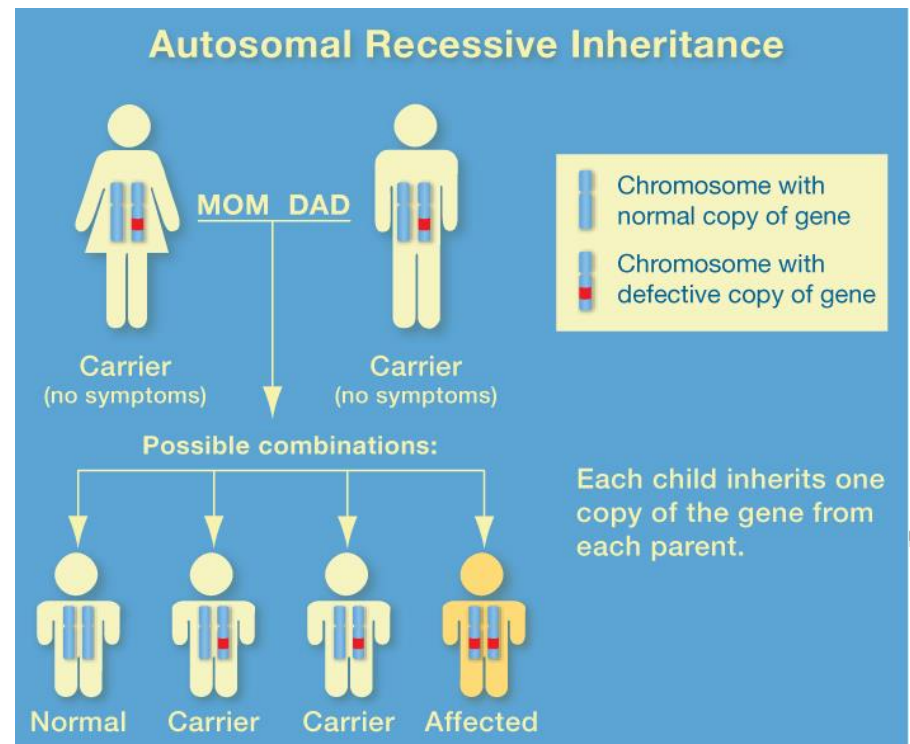 Autosomal Recessive Inheritance
MOM DAD
Carrier
(no symptoms)
Carrier
(no symptoms)
Chromosome with
normal copy of gene
Chromosome with
defective copy of gene
Possible combinations:
Each child inherits one
copy of the gene from
each parent.
Normal
Carrier
Carrier
Affected